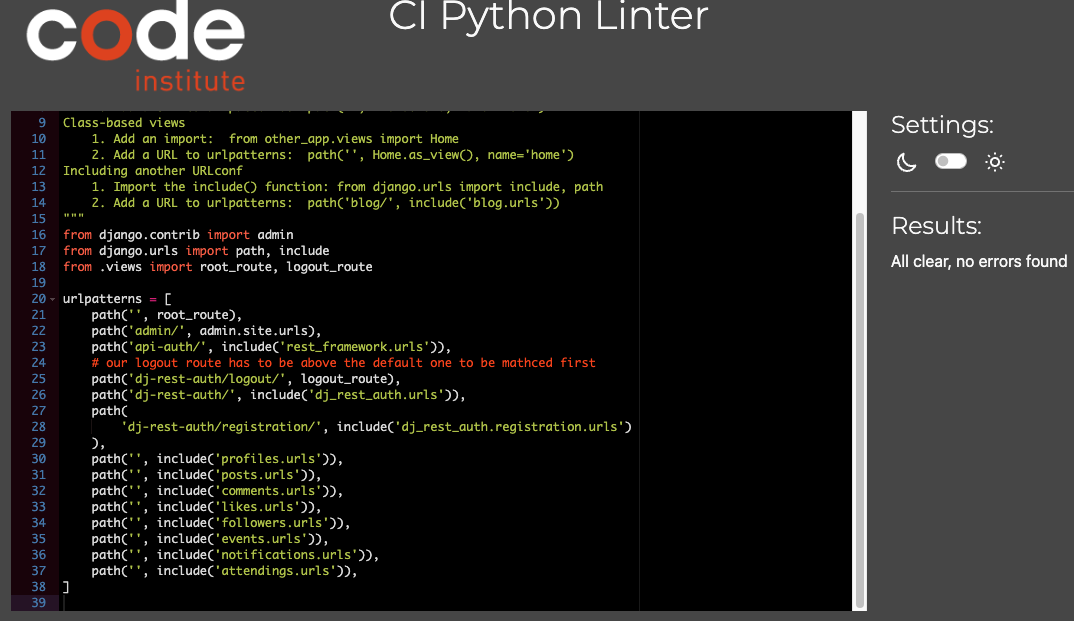 code
institute
CI Python Linter
9 Class-based views
10     1. Add an import:  from other_app.views import Home
11     2. Add a URL to urlpatterns:  path('', Home.as_view(), name='home')
12 Including another URLconf
13     1. Import the include() function: from django.urls import include, path
14     2. Add a URL to urlpatterns:  path('blog/', include('blog.urls'))
15 """
16 from django.contrib import admin
17 from django.urls import path, include
18 from .views import root_route, logout_route
19
20 urlpatterns = [
21     path('', root_route),
22     path('admin/', admin.site.urls),
23     path('api-auth/', include('rest_framework.urls')),
24     # our logout route has to be above the default one to be mathced first
25     path('dj-rest-auth/logout/', logout_route),
26     path('dj-rest-auth/', include('dj_rest_auth.urls')),
27     path(
28         'dj-rest-auth/registration/', include('dj_rest_auth.registration.urls')
29     ),
30     path('', include('profiles.urls')),
31     path('', include('posts.urls')),
32     path('', include('comments.urls')),
33     path('', include('likes.urls')),
34     path('', include('followers.urls')),
35     path('', include('events.urls')),
36     path('', include('notifications.urls')),
37     path('', include('attendings.urls')),
38 ]
39
Settings:
Results:
All clear, no errors found